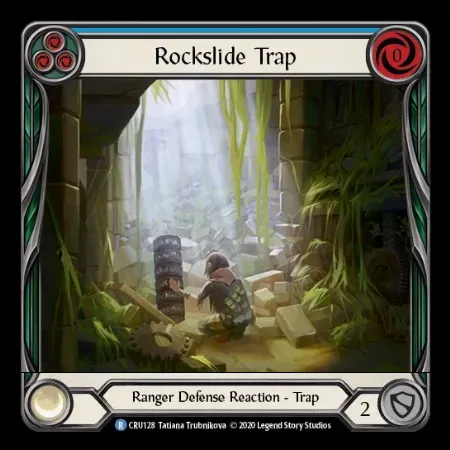 Rockslide Trap
0
Ranger Defense Reaction - Trap
2
R CRU128 Tatiana Trubnikova © 2020 Legend Story Studios